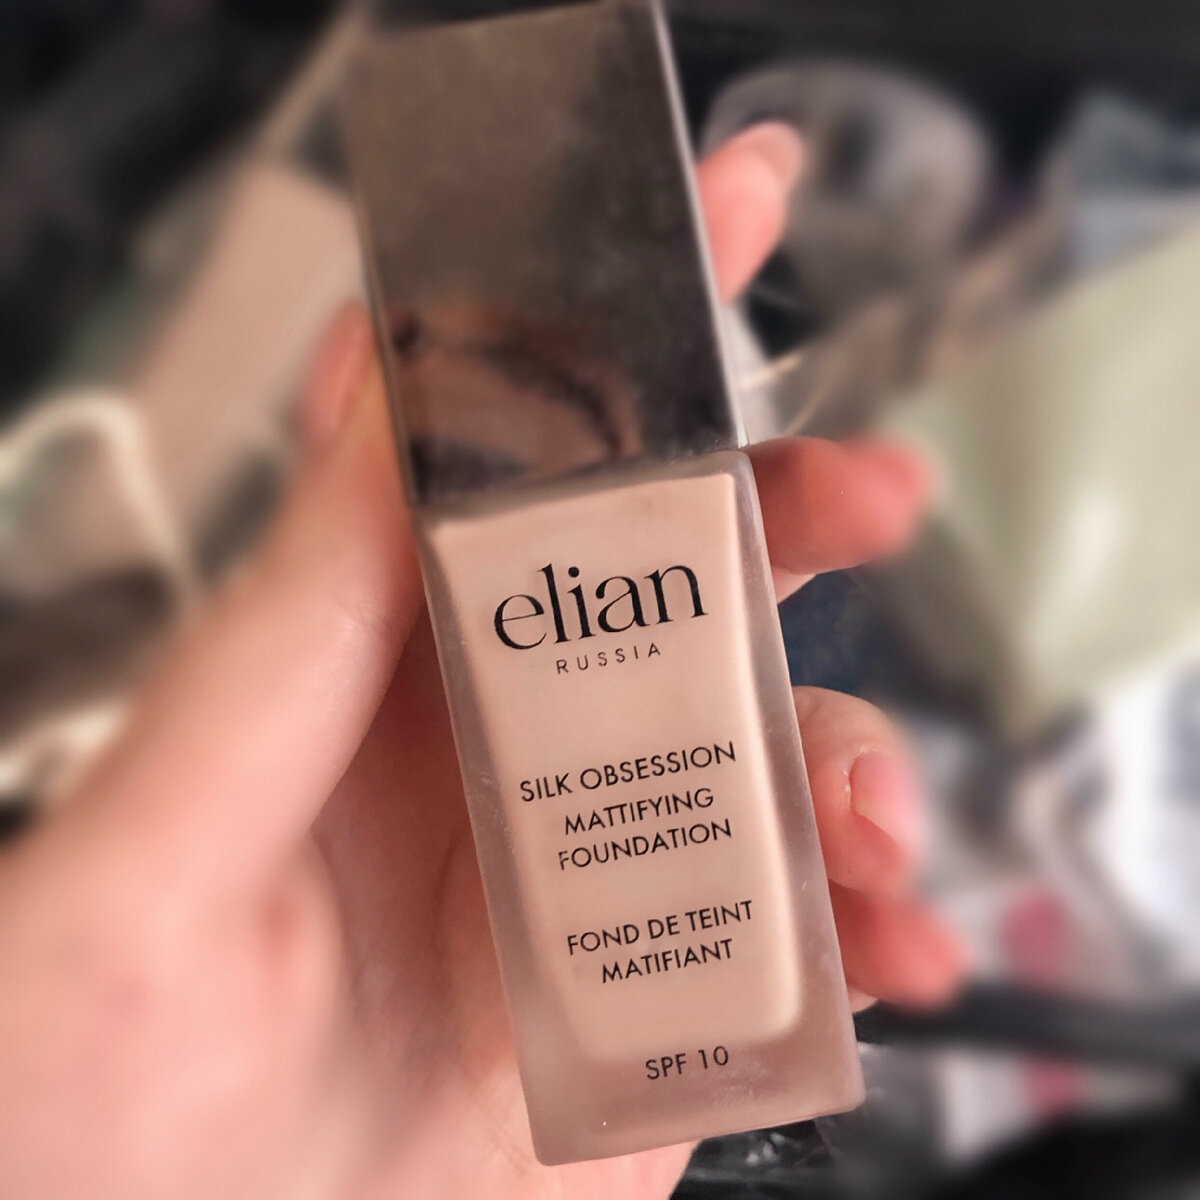 elian
RUSSIA
SILK OBSESSION
MATTIFYING
FOUNDATION
FOND DE TEINT
MATIFIANT
SPF 10